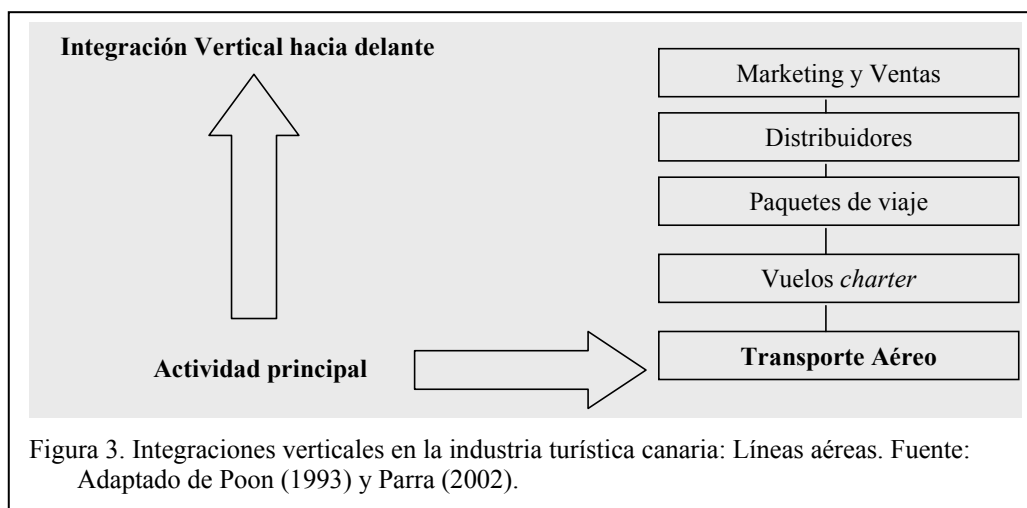 Integración Vertical hacia delante
Marketing y Ventas
Distribuidores
Paquetes de viaje
Vuelos charter
Actividad principal
Transporte Aéreo
Figura 3. Integraciones verticales en la industria turística canaria: Líneas aéreas. Fuente:
Adaptado de Poon (1993) y Parra (2002).